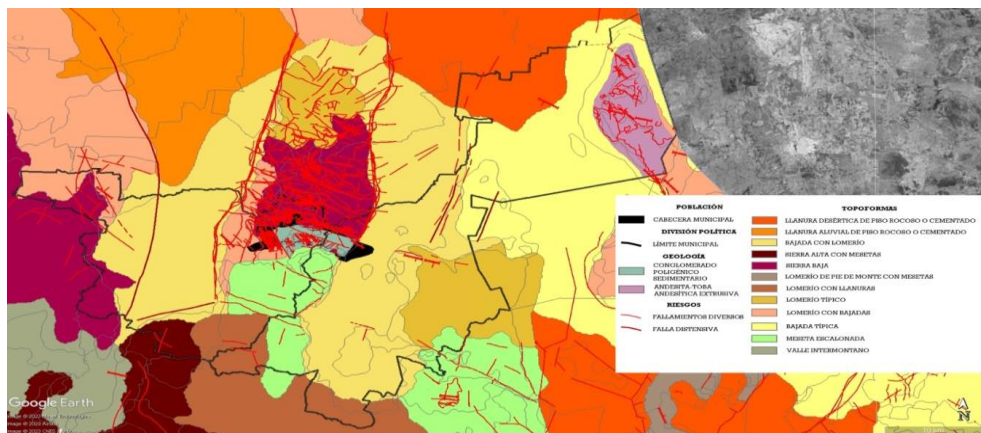 POBLACIÓN
CABECERA MUNICIPAL
DIVISIÓN POLÍTICA
LÍMITE MUNICIPAL
GEOLOGÍA
CONGLOMERADO
POLIGÉNICO
SEDIMENTARIO
ANDESITA-TOBA
ANDESÍTICA EXTRUSIVA
RIESGOS
FALLAMIENTOS DIVERSOS
FALLA DISTENSIVA
TOPOFORMAS
LLANURA DESÉRTICA DE PISO ROCOSO O CEMENTADO
LLANURA ALUVIAL DE PISO ROCOSO O CEMENTADO
BAJADA CON LOMERÍO
SIERRA ALTA CON MESETAS
SIERRA BAJA
LOMERÍO DE PIE DE MONTE CON MESETAS
LOMERÍO CON LLANURAS
LOMERÍO TÍPICO
LOMERÍO CON BAJADAS
BAJADA TÍPICA
MESETA ESCALONADA
VALLE INTERMONTANO
Google Earth
N